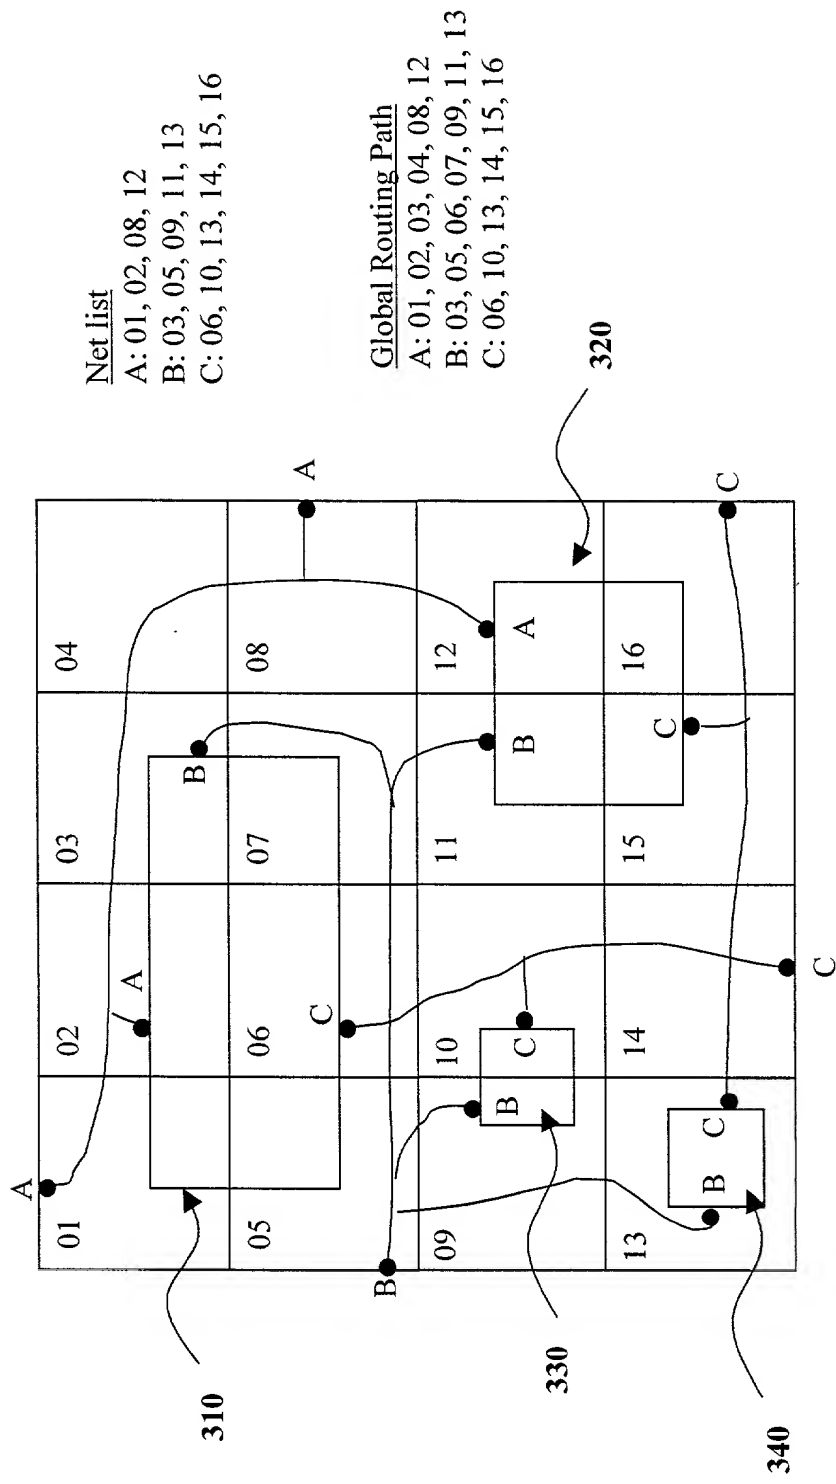 A
01 02 03 04
A
B
310
05 06 07 08
A
C
B
09 10 11 12
B C B A
330
320
13 14 15 16
C
B C
C
340
C
Net list
A: 01, 02, 08, 12
B: 03, 05, 09, 11, 13
C: 06, 10, 13, 14, 15, 16
Global Routing Path
A: 01, 02, 03, 04, 08, 12
B: 03, 05, 06, 07, 09, 11, 13
C: 06, 10, 13, 14, 15, 16